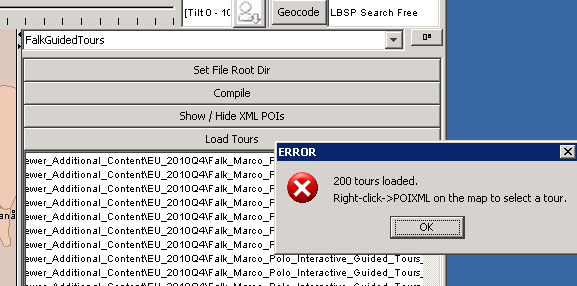 [Tilt 0 - 10
Geocode
LBSP Search Free
FalkGuidedTours
Set File Root Dir
Compile
Show / Hide XML POIs
Load Tours
ewer_Additional_Content\EU_2010Q4\Falk_Marco_F
ewer_Additional_Content\EU_2010Q4\Falk_Marco_F
ewer_Additional_Content\EU_2010Q4\Falk_Marco_F
ewer_Additional_Content\EU_2010Q4\Falk_Marco_F
ewer_Additional_Content\EU_2010Q4\Falk_Marco_F
ewer_Additional_Content\EU_2010Q4\Falk_Marco_F
ewer_Additional_Content\EU_2010Q4\Falk_Marco_F
ewer_Additional_Content\EU_2010Q4\Falk_Marco_Polo_Interactive_Guided_Tours_
ewer_Additional_Content\EU_2010Q4\Falk_Marco_Polo_Interactive_Guided_Tours_
ERROR
200 tours loaded.
Right-click->POIXML on the map to select a tour.
OK